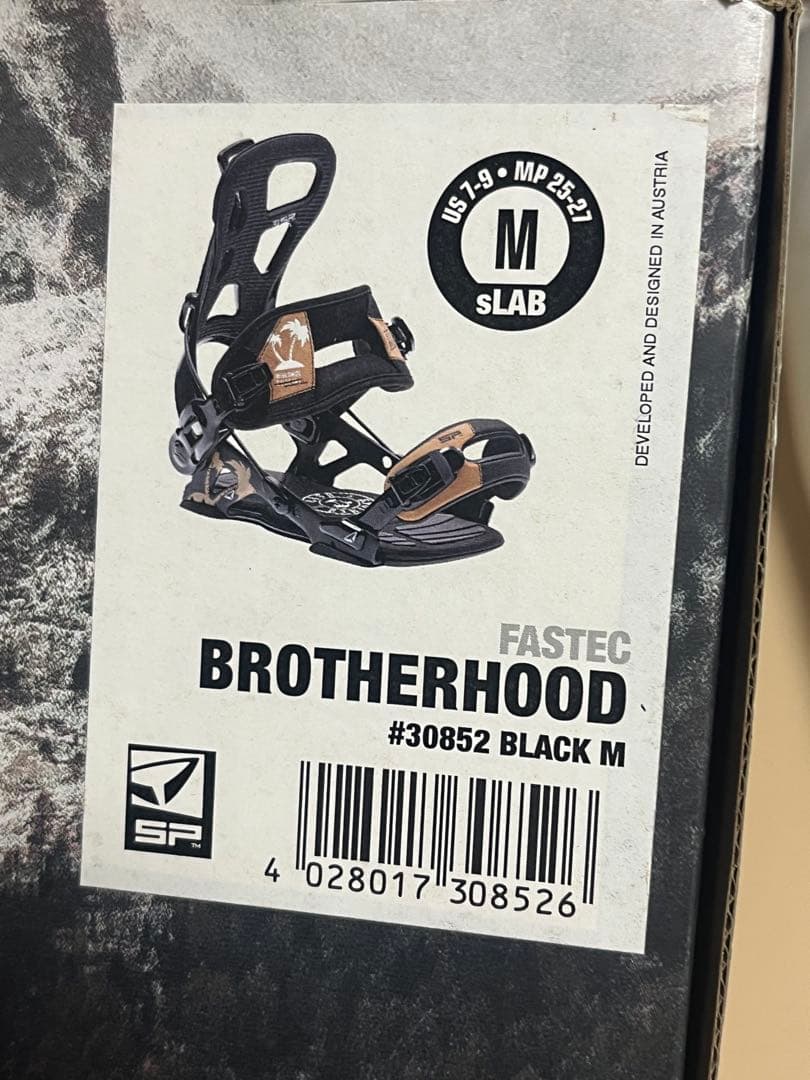 US 7-9 • MP 25-27
M
sLAB
DEVELOPED AND DESIGNED IN AUSTRIA
SP
FASTEC
BROTHERHOOD
#30852 BLACK M
SP™
4 028017 308526